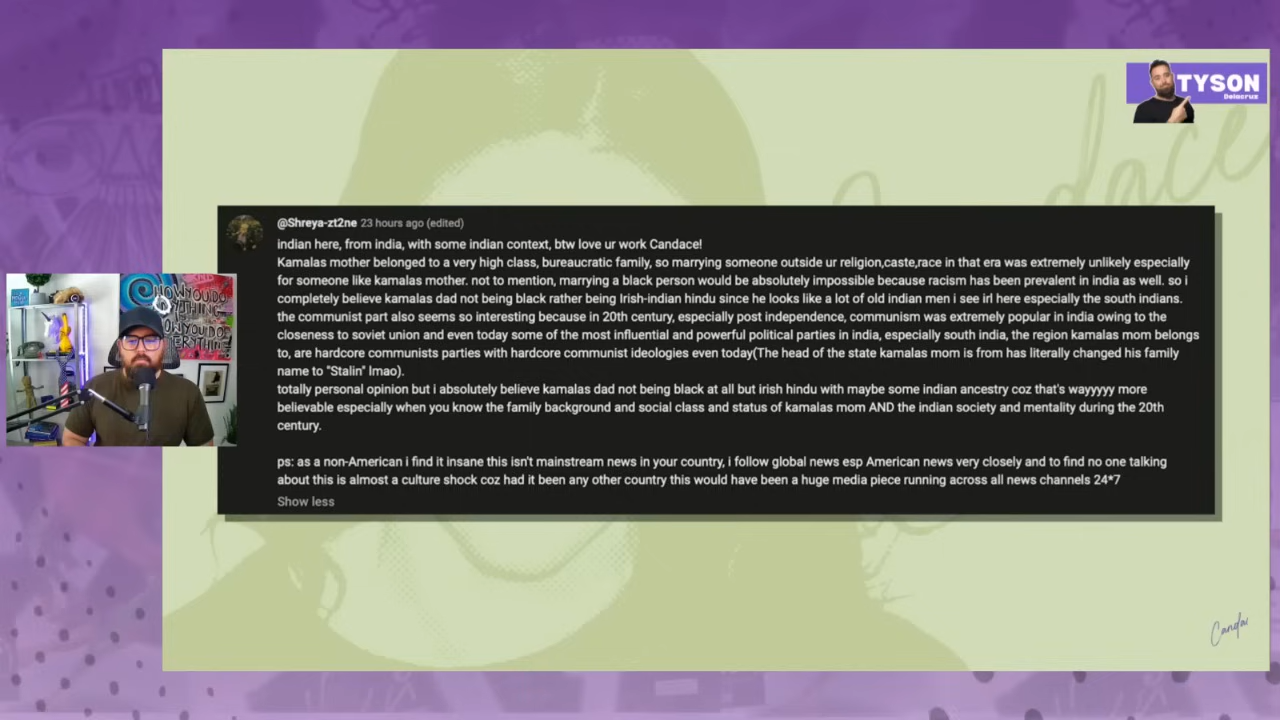 TYSON
Delacruz
Candace
@Shreya-zt2ne 23 hours ago (edited)
indian here, from india, with some indian context, btw love ur work Candace!
Kamalas mother belonged to a very high class, bureaucratic family, so marrying someone outside ur religion,caste,race in that era was extremely unlikely especially
for someone like kamalas mother. not to mention, marrying a black person would be absolutely impossible because racism has been prevalent in india as well. so i
completely believe kamalas dad not being black rather being Irish-indian hindu since he looks like a lot of old indian men i see irl here especially the south indians.
the communist part also seems so interesting because in 20th century, especially post independence, communism was extremely popular in india owing to the
closeness to soviet union and even today some of the most influential and powerful political parties in india, especially south india, the region kamalas mom belongs
to, are hardcore communists parties with hardcore communist ideologies even today(The head of the state kamalas mom is from has literally changed his family
name to "Stalin" lmao).
totally personal opinion but i absolutely believe kamalas dad not being black at all but irish hindu with maybe some indian ancestry coz that's wayyyyy more
believable especially when you know the family background and social class and status of kamalas mom AND the indian society and mentality during the 20th
century.
ps: as a non-American i find it insane this isn't mainstream news in your country, i follow global news esp American news very closely and to find no one talking
about this is almost a culture shock coz had it been any other country this would have been a huge media piece running across all news channels 24*7
Show less
HOW YOU DO
YTHING
HOW YOU DO
EVERYTHING